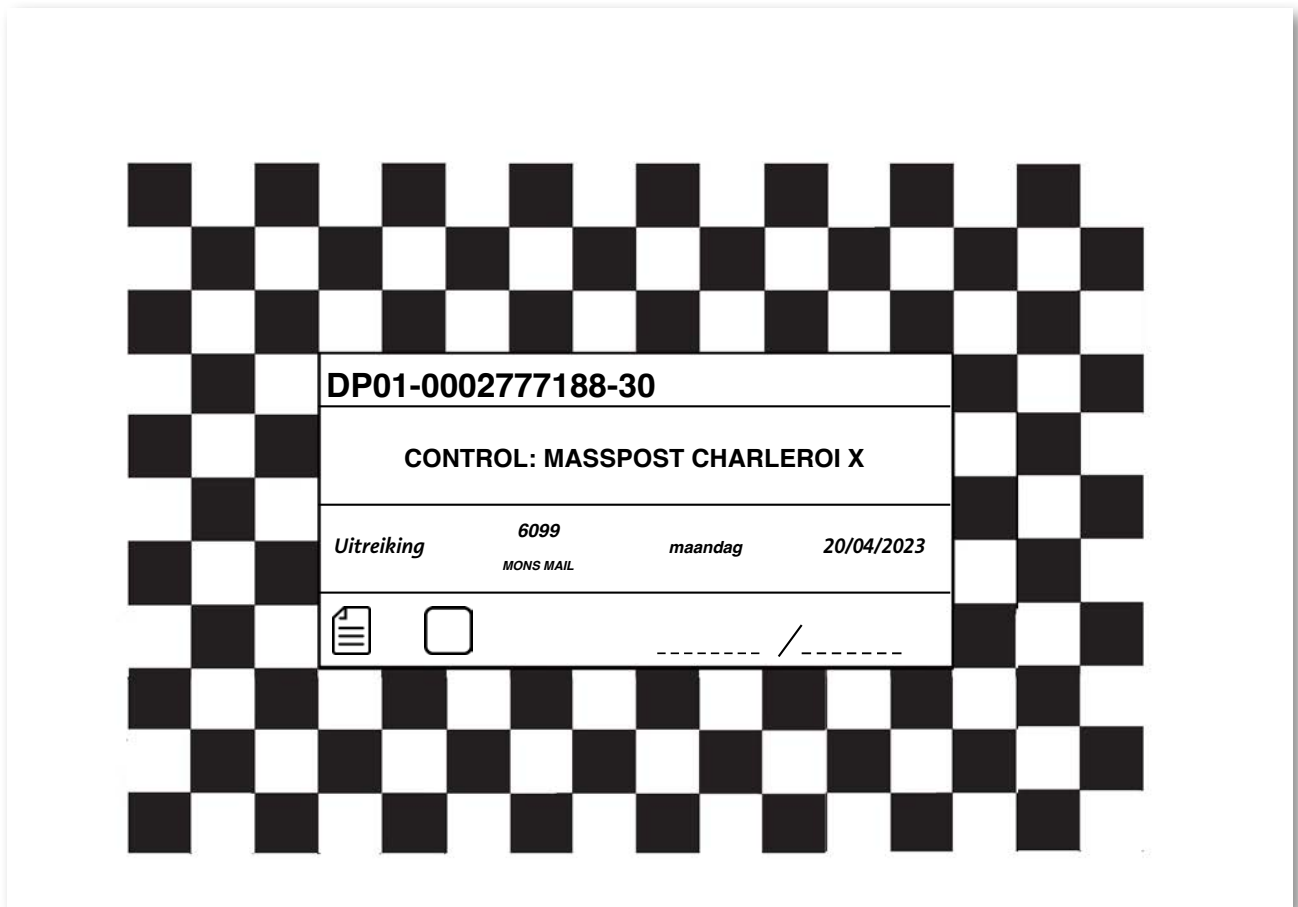 DP01-0002777188-30
CONTROL: MASSPOST CHARLEROI X
Uitreiking 6099 maandag 20/04/2023
MONS MAIL
-------- / --------